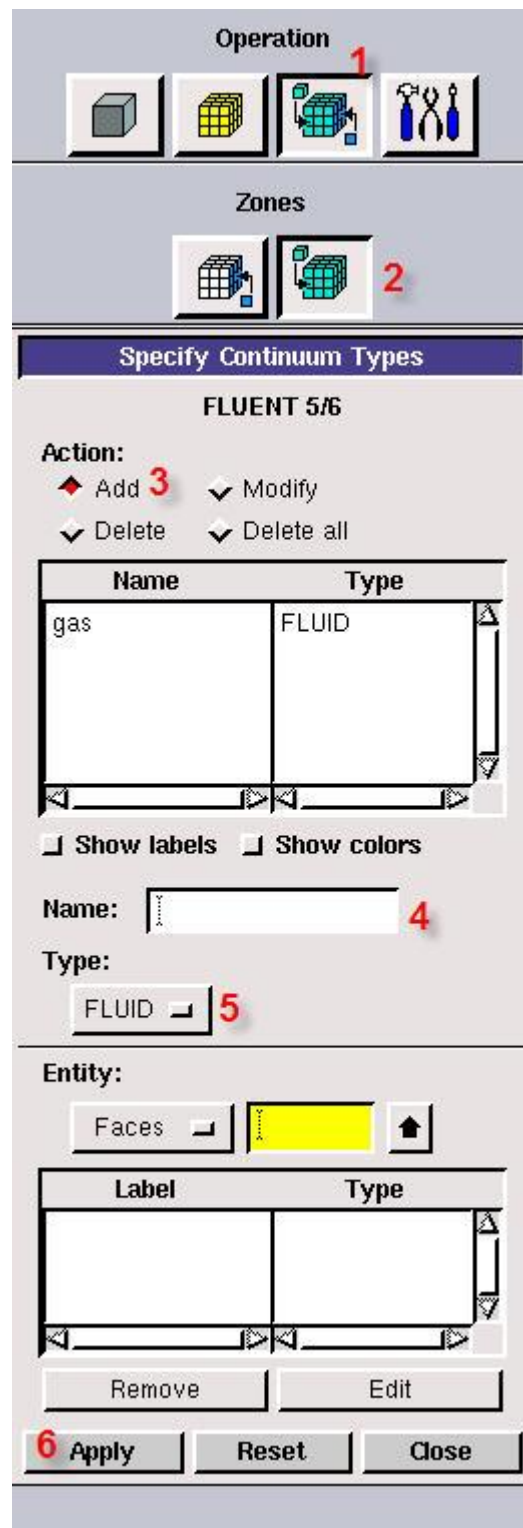 Operation
1
Zones
2
Specify Continuum Types
FLUENT 5/6
Action:
Add 3 Modify
Delete Delete all
Name Type
gas FLUID
Show labels Show colors
Name: 4
Type:
FLUID 5
Entity:
Faces
Label Type
Remove Edit
6 Apply Reset Close